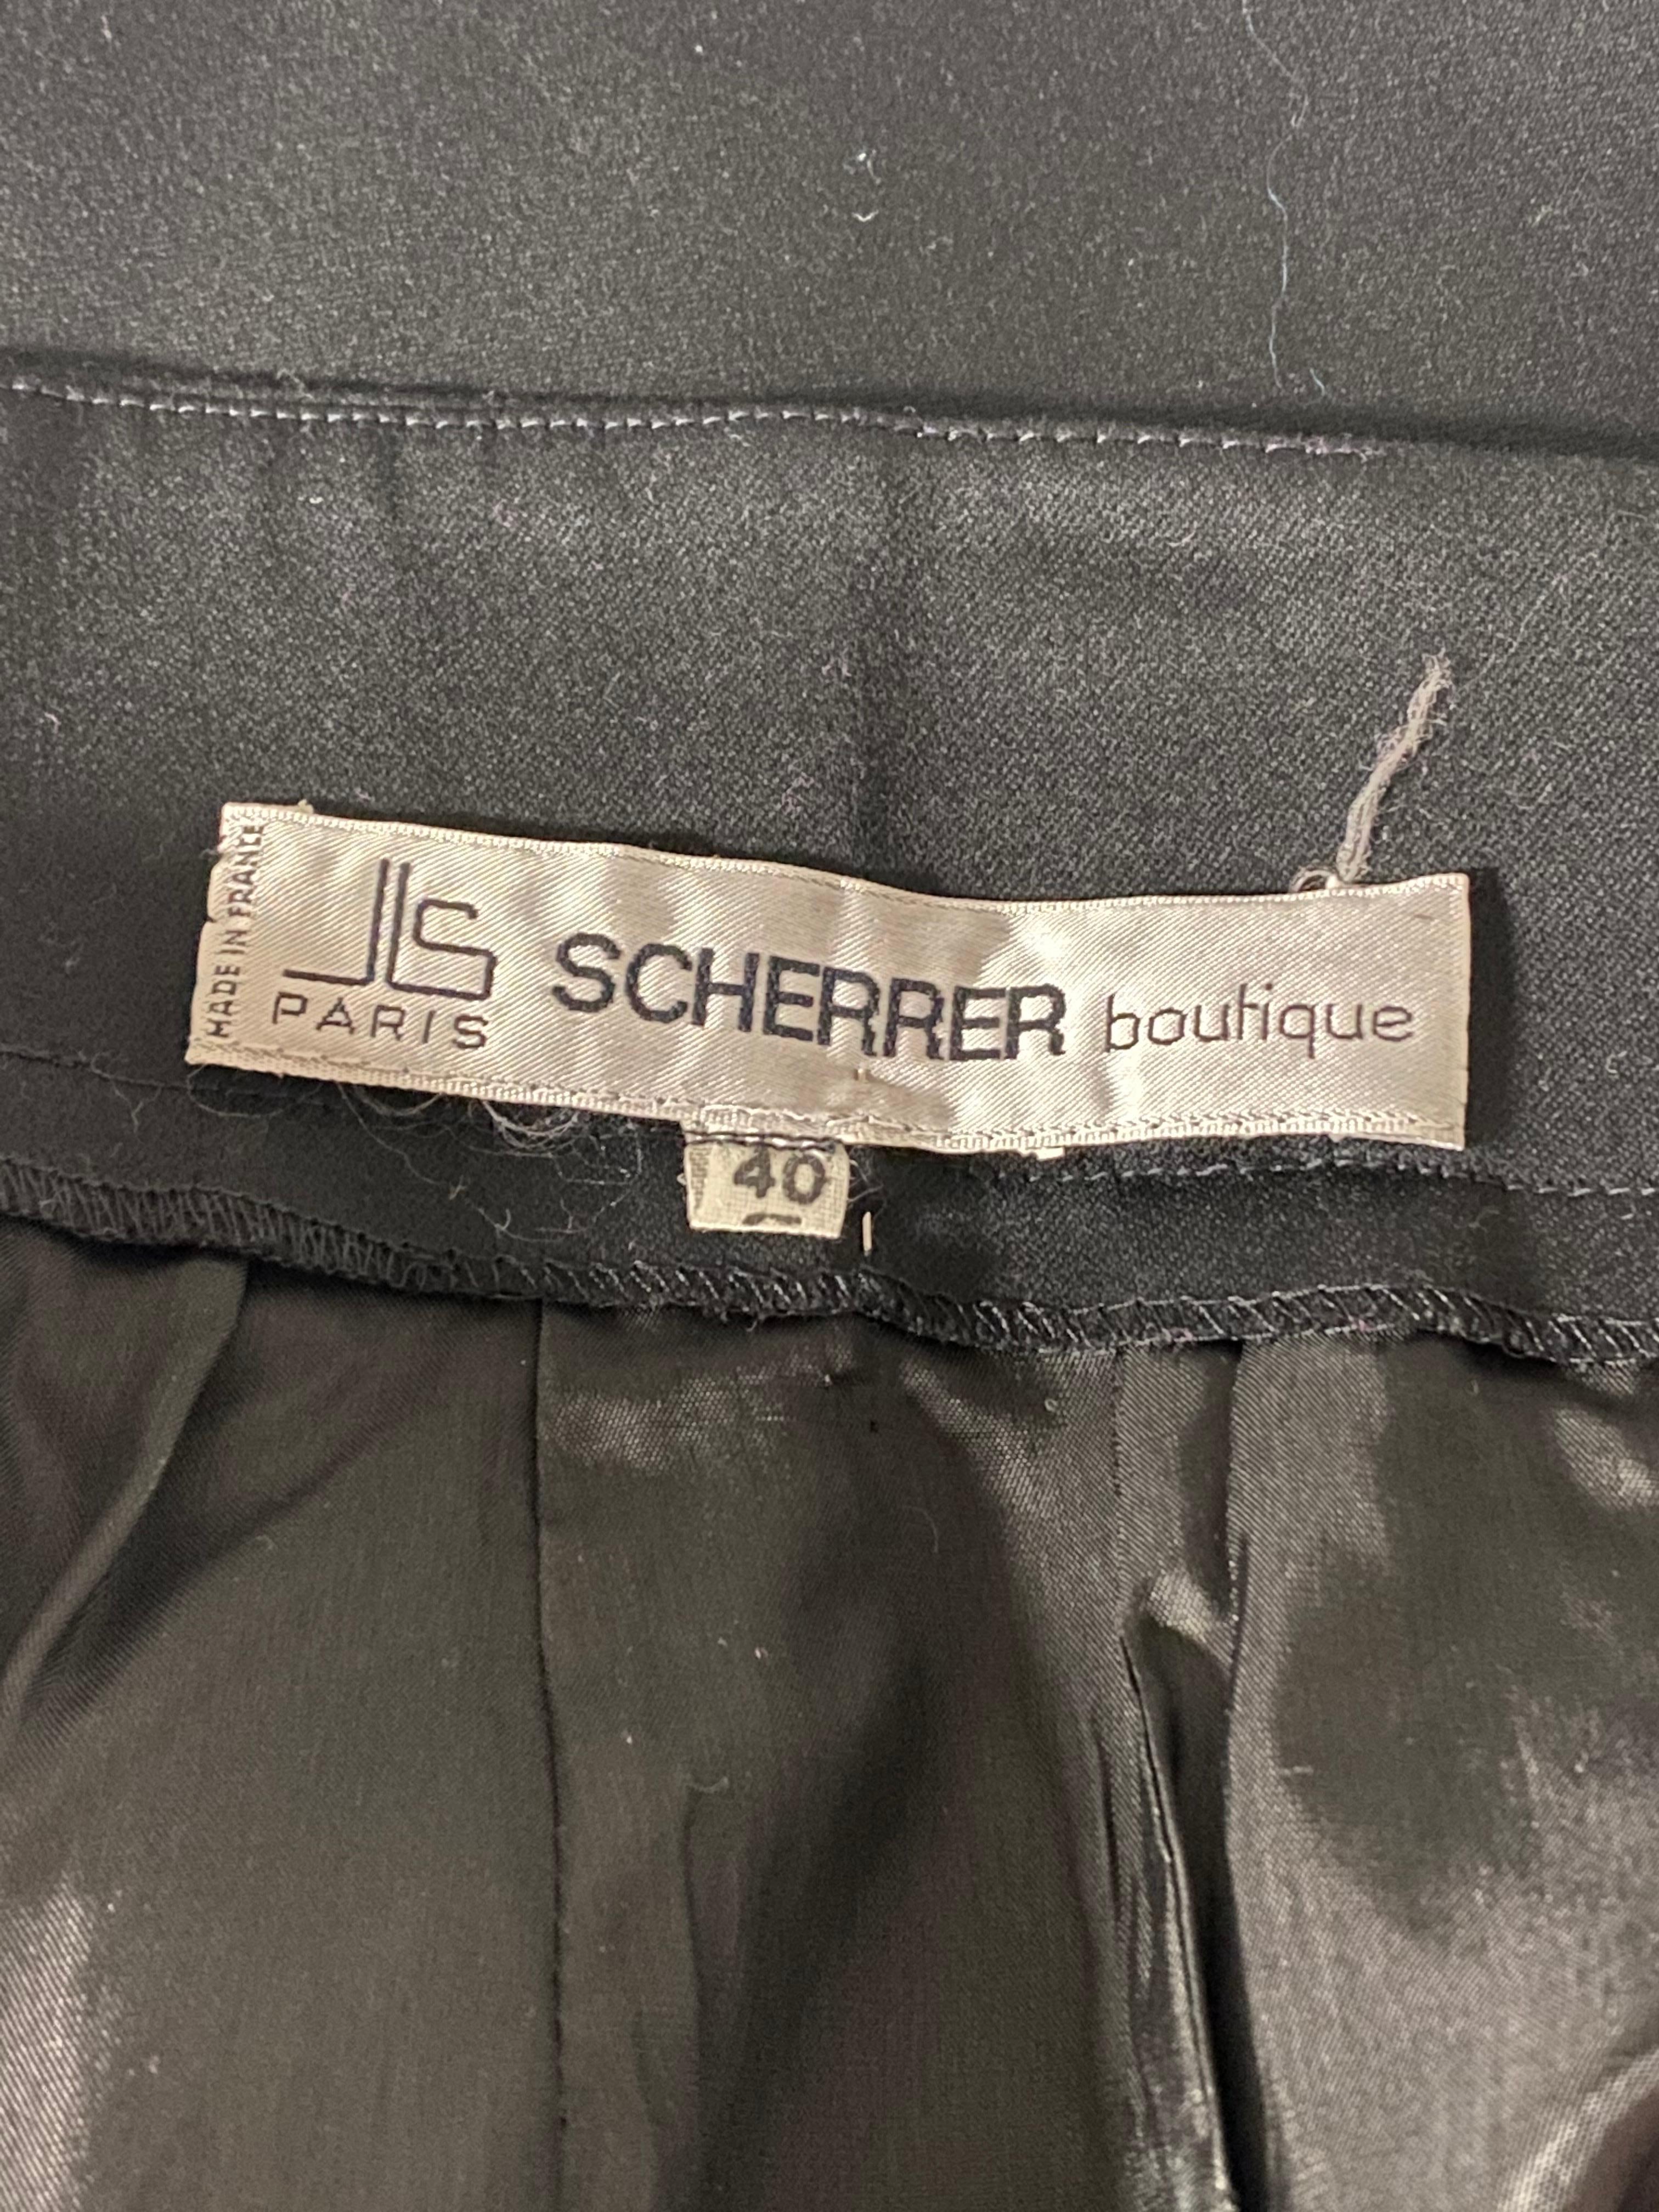 MADE IN FRANCE
JLS
PARIS
SCHERRER boutique
40